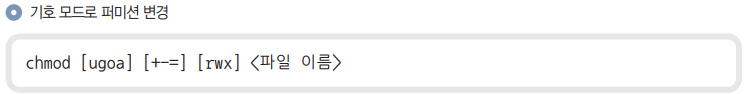 기호 모드로 퍼미션 변경
chmod [ugoa] [+-=] [rwx] <파일 이름>